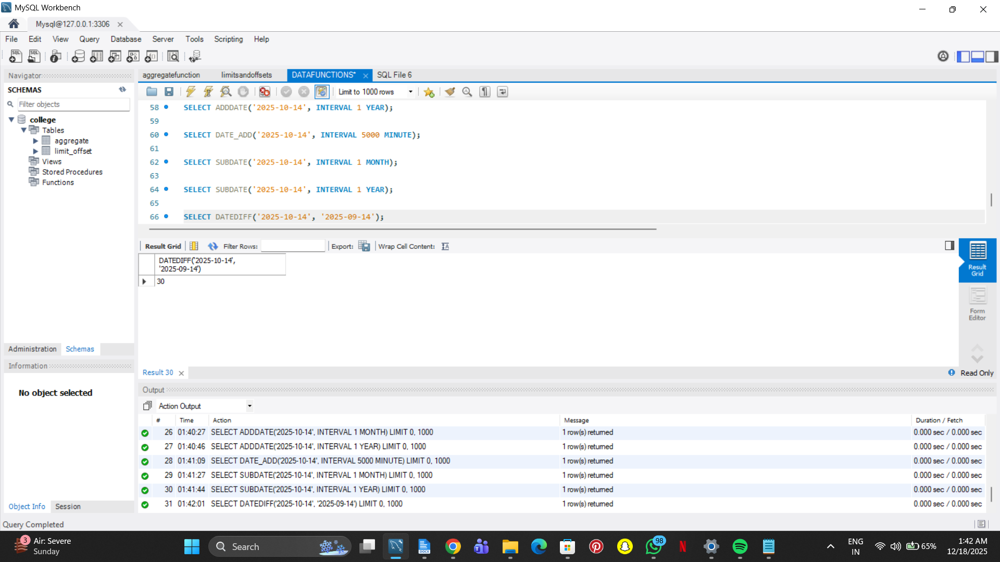 MySQL Workbench
Mysql@127.0.0.1:3306
File Edit View Query Database Server Tools Scripting Help
Navigator
SCHEMAS
Filter objects
college
Tables
aggregate
limit_offset
Views
Stored Procedures
Functions
Administration Schemas
Information
No object selected
Object Info Session
aggregatefunction limitsandoffsets DATAFUNCTIONS* SQL File 6
Limit to 1000 rows
58 SELECT ADDDATE('2025-10-14', INTERVAL 1 YEAR);
59
60 SELECT DATE_ADD('2025-10-14', INTERVAL 5000 MINUTE);
61
62 SELECT SUBDATE('2025-10-14', INTERVAL 1 MONTH);
63
64 SELECT SUBDATE('2025-10-14', INTERVAL 1 YEAR);
65
66 SELECT DATEDIFF('2025-10-14', '2025-09-14');
Result Grid Filter Rows: Export: Wrap Cell Content:
DATEDIFF('2025-10-14',
'2025-09-14')
30
Result
Grid
Form
Editor
Result 30
Read Only
Output
Action Output
# Time Action Message Duration / Fetch
26 01:40:27 SELECT ADDDATE('2025-10-14', INTERVAL 1 MONTH) LIMIT 0, 1000 1 row(s) returned 0.000 sec / 0.000 sec
27 01:40:46 SELECT ADDDATE('2025-10-14', INTERVAL 1 YEAR) LIMIT 0, 1000 1 row(s) returned 0.000 sec / 0.000 sec
28 01:41:09 SELECT DATE_ADD('2025-10-14', INTERVAL 5000 MINUTE) LIMIT 0, 1000 1 row(s) returned 0.000 sec / 0.000 sec
29 01:41:27 SELECT SUBDATE('2025-10-14', INTERVAL 1 MONTH) LIMIT 0, 1000 1 row(s) returned 0.000 sec / 0.000 sec
30 01:41:44 SELECT SUBDATE('2025-10-14', INTERVAL 1 YEAR) LIMIT 0, 1000 1 row(s) returned 0.000 sec / 0.000 sec
31 01:42:01 SELECT DATEDIFF('2025-10-14', '2025-09-14') LIMIT 0, 1000 1 row(s) returned 0.000 sec / 0.000 sec
Query Completed
3
Air: Severe
Sunday
Search
DOCX
98
ENG
IN
65%
1:42 AM
12/18/2025